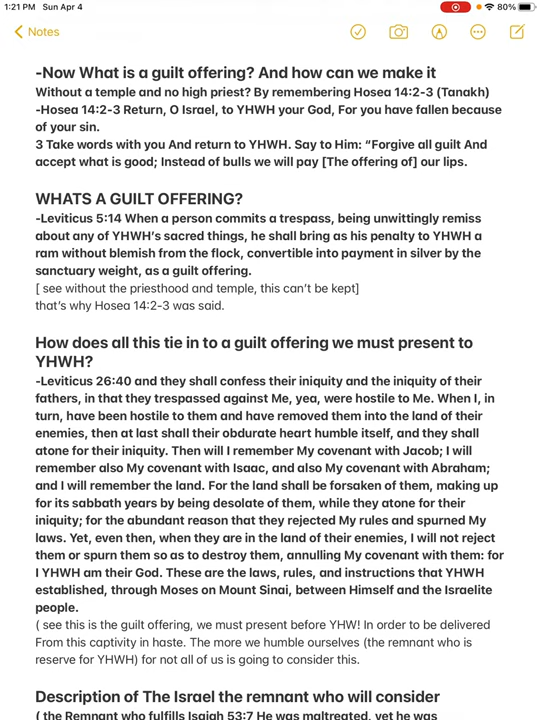 1:21 PM Sun Apr 4
80%
Notes
-Now What is a guilt offering? And how can we make it
Without a temple and no high priest? By remembering Hosea 14:2-3 (Tanakh)
-Hosea 14:2-3 Return, O Israel, to YHWH your God, For you have fallen because
of your sin.
3 Take words with you And return to YHWH. Say to Him: “Forgive all guilt And
accept what is good; Instead of bulls we will pay [The offering of] our lips.
WHATS A GUILT OFFERING?
-Leviticus 5:14 When a person commits a trespass, being unwittingly remiss
about any of YHWH’s sacred things, he shall bring as his penalty to YHWH a
ram without blemish from the flock, convertible into payment in silver by the
sanctuary weight, as a guilt offering.
[ see without the priesthood and temple, this can’t be kept]
that’s why Hosea 14:2-3 was said.
How does all this tie in to a guilt offering we must present to
YHWH?
-Leviticus 26:40 and they shall confess their iniquity and the iniquity of their
fathers, in that they trespassed against Me, yea, were hostile to Me. When I, in
turn, have been hostile to them and have removed them into the land of their
enemies, then at last shall their obdurate heart humble itself, and they shall
atone for their iniquity. Then will I remember My covenant with Jacob; I will
remember also My covenant with Isaac, and also My covenant with Abraham;
and I will remember the land. For the land shall be forsaken of them, making up
for its sabbath years by being desolate of them, while they atone for their
iniquity; for the abundant reason that they rejected My rules and spurned My
laws. Yet, even then, when they are in the land of their enemies, I will not reject
them or spurn them so as to destroy them, annulling My covenant with them: for
I YHWH am their God. These are the laws, rules, and instructions that YHWH
established, through Moses on Mount Sinai, between Himself and the Israelite
people.
( see this is the guilt offering, we must present before YHW! In order to be delivered
From this captivity in haste. The more we humble ourselves (the remnant who is
reserve for YHWH) for not all of us is going to consider this.
Description of The Israel the remnant who will consider
( the Remnant who fulfills Isaiah 53:7 He was maltreated, yet he was